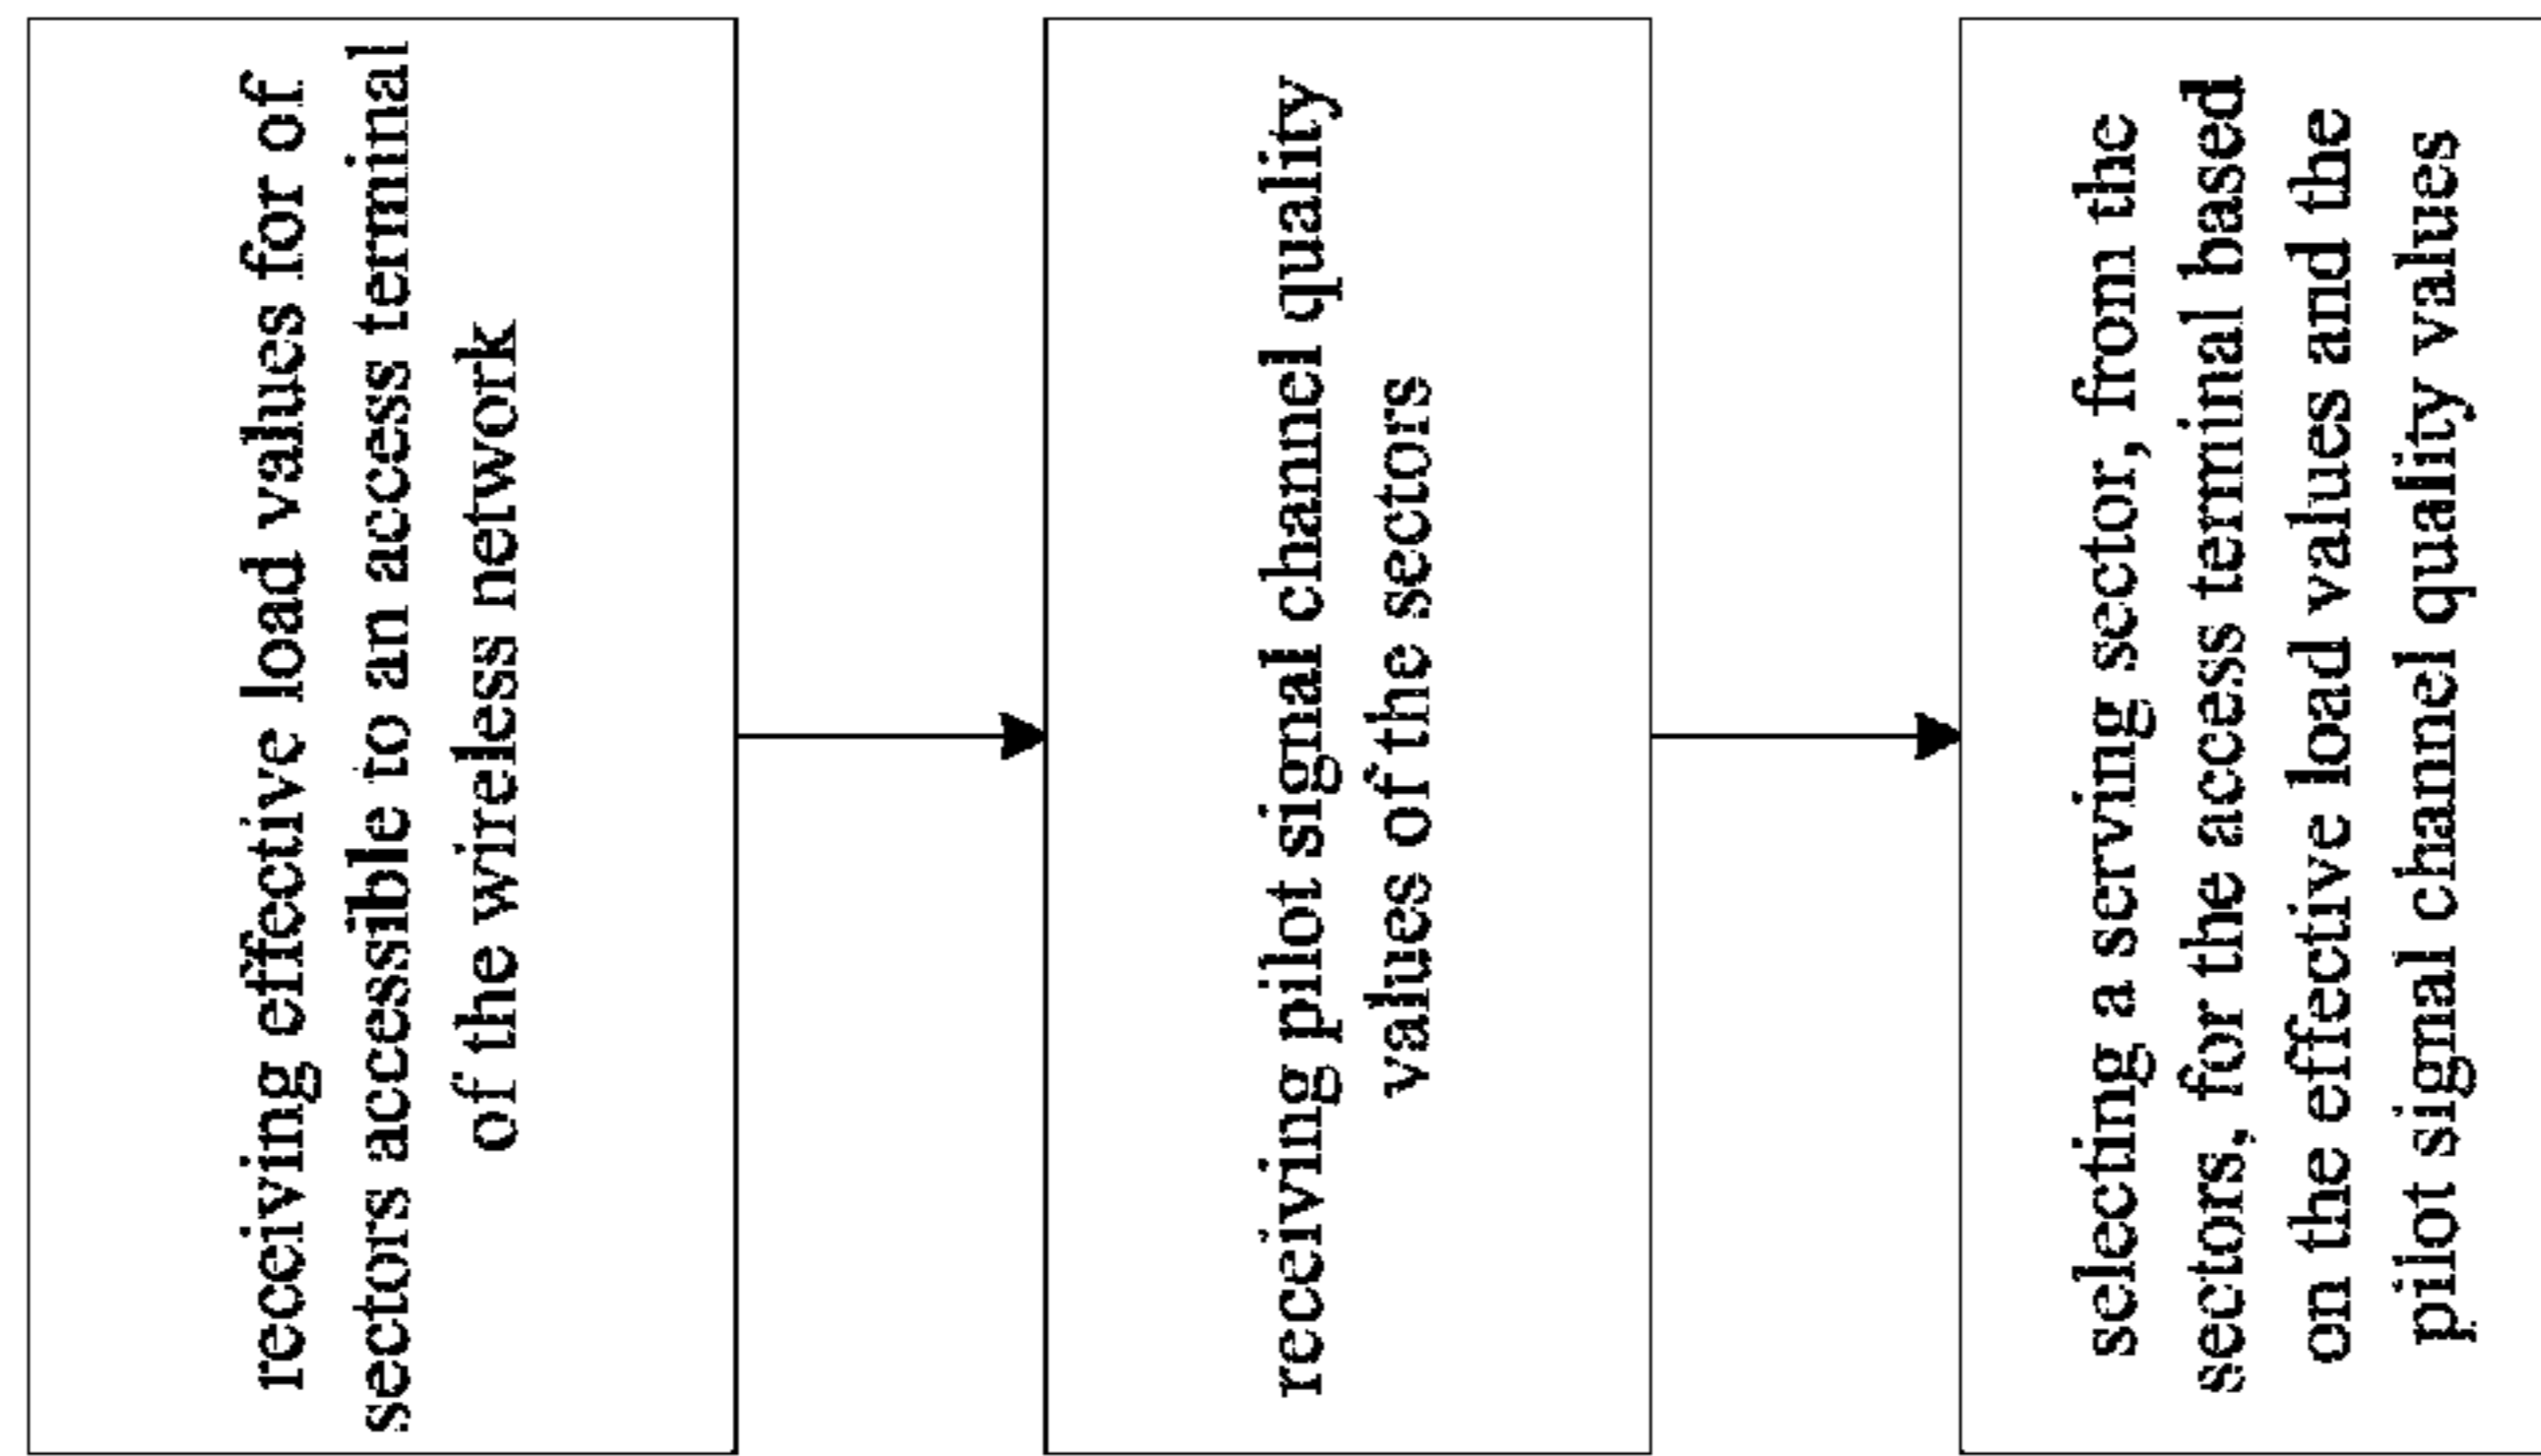 receiving effective load values for of
sectors accessible to an access terminal
of the wireless network
receiving pilot signal channel quality
values of the sectors
selecting a serving sector, from the
sectors, for the access terminal based
on the effective load values and the
pilot signal channel quality values